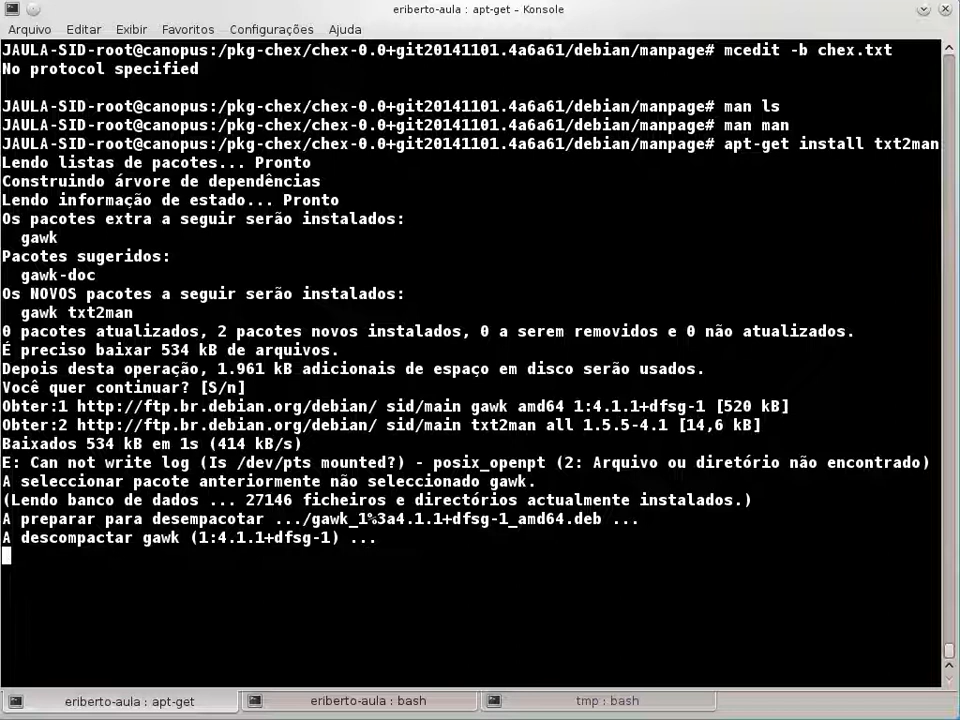 eriberto-aula : apt-get – Konsole
Arquivo Editar Exibir Favoritos Configurações Ajuda
JAULA-SID-root@canopus:/pkg-chex/chex-0.0+git20141101.4a6a61/debian/manpage# mcedit -b chex.txt
No protocol specified
JAULA-SID-root@canopus:/pkg-chex/chex-0.0+git20141101.4a6a61/debian/manpage# man ls
JAULA-SID-root@canopus:/pkg-chex/chex-0.0+git20141101.4a6a61/debian/manpage# man man
JAULA-SID-root@canopus:/pkg-chex/chex-0.0+git20141101.4a6a61/debian/manpage# apt-get install txt2man
Lendo listas de pacotes... Pronto
Construindo árvore de dependências
Lendo informação de estado... Pronto
Os pacotes extra a seguir serão instalados:
gawk
Pacotes sugeridos:
gawk-doc
Os NOVOS pacotes a seguir serão instalados:
gawk txt2man
0 pacotes atualizados, 2 pacotes novos instalados, 0 a serem removidos e 0 não atualizados.
É preciso baixar 534 kB de arquivos.
Depois desta operação, 1.961 kB adicionais de espaço em disco serão usados.
Você quer continuar? [S/n]
Obter:1 http://ftp.br.debian.org/debian/ sid/main gawk amd64 1:4.1.1+dfsg-1 [520 kB]
Obter:2 http://ftp.br.debian.org/debian/ sid/main txt2man all 1.5.5-4.1 [14,6 kB]
Baixados 534 kB em 1s (414 kB/s)
E: Can not write log (Is /dev/pts mounted?) - posix_openpt (2: Arquivo ou diretório não encontrado)
A seleccionar pacote anteriormente não seleccionado gawk.
(Lendo banco de dados ... 27146 ficheiros e directórios actualmente instalados.)
A preparar para desempacotar .../gawk_1%3a4.1.1+dfsg-1_amd64.deb ...
A descompactar gawk (1:4.1.1+dfsg-1) ...
eriberto-aula : apt-get
eriberto-aula : bash
tmp : bash